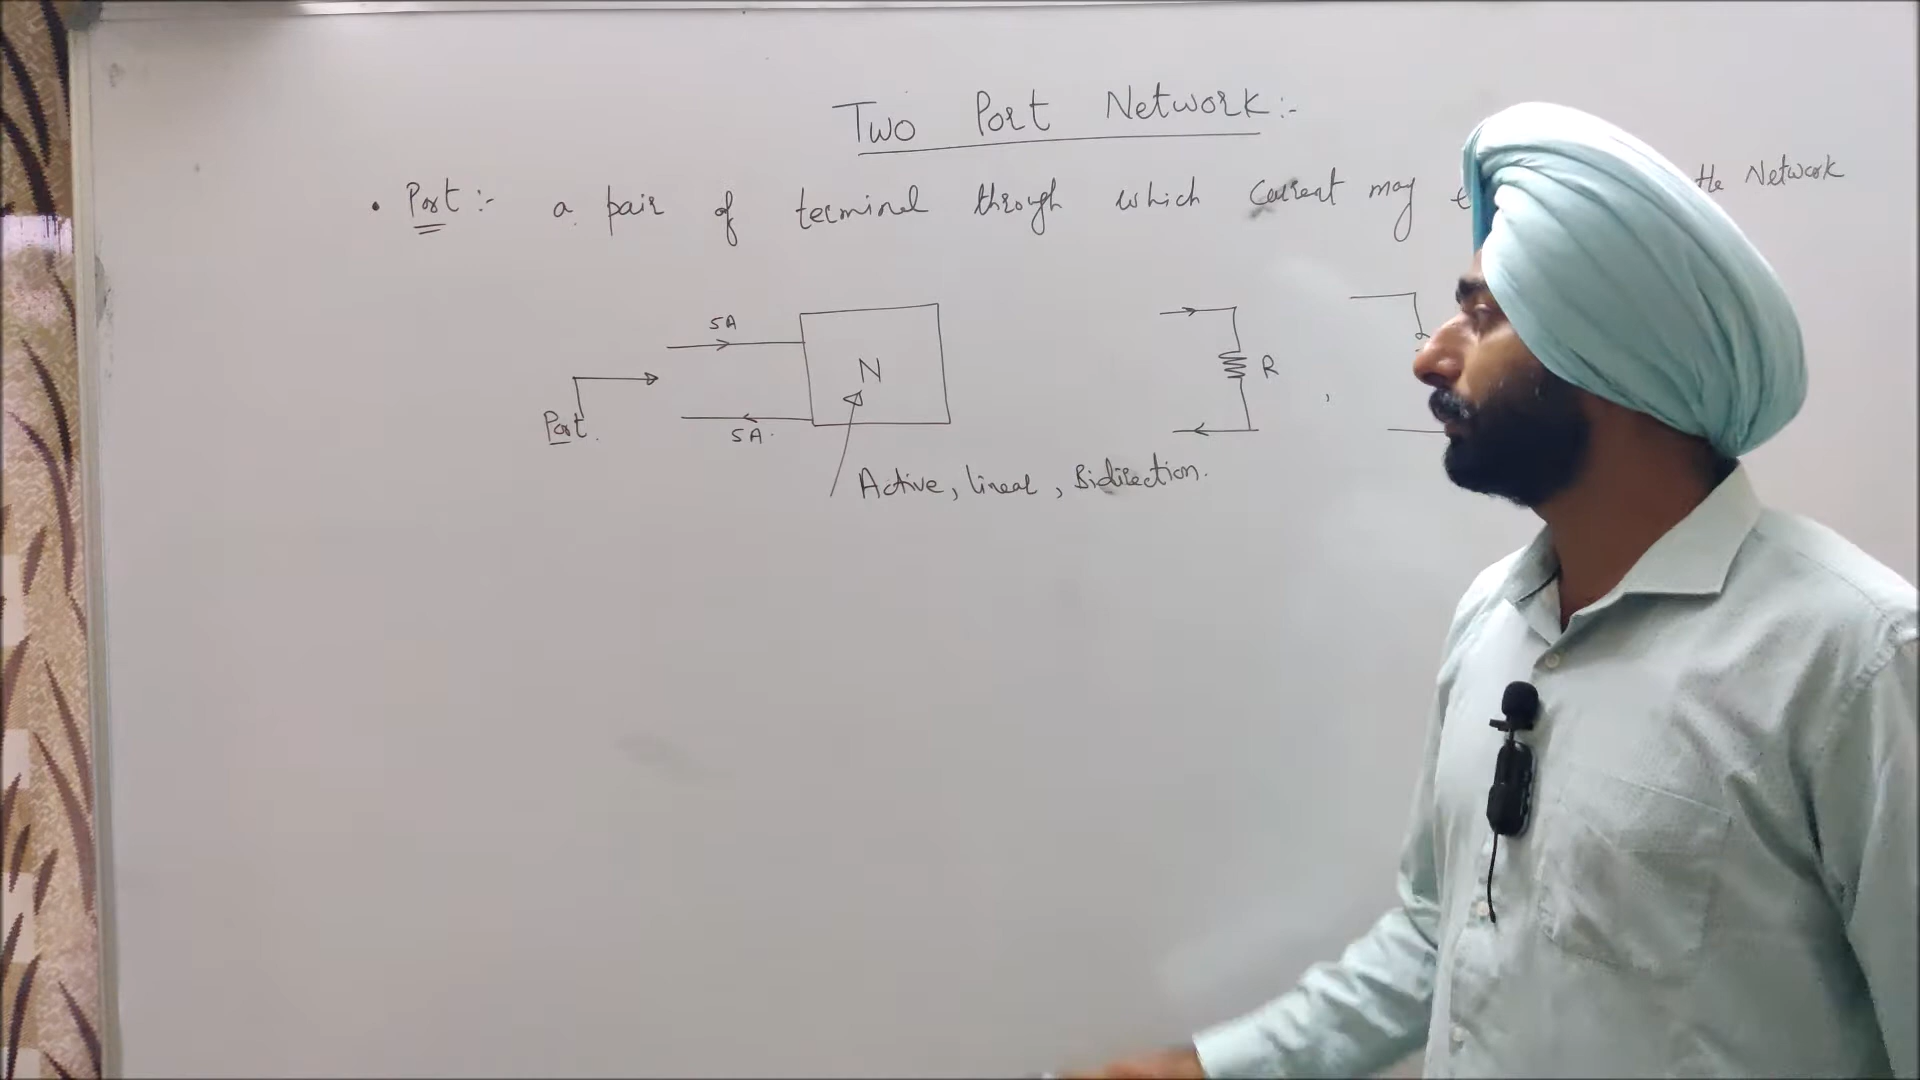 Two Port Network:-
• Port :- a pair of terminal through which current may the Network
5A
N
R
Port.
5A.
Active, linear, Bidirection.